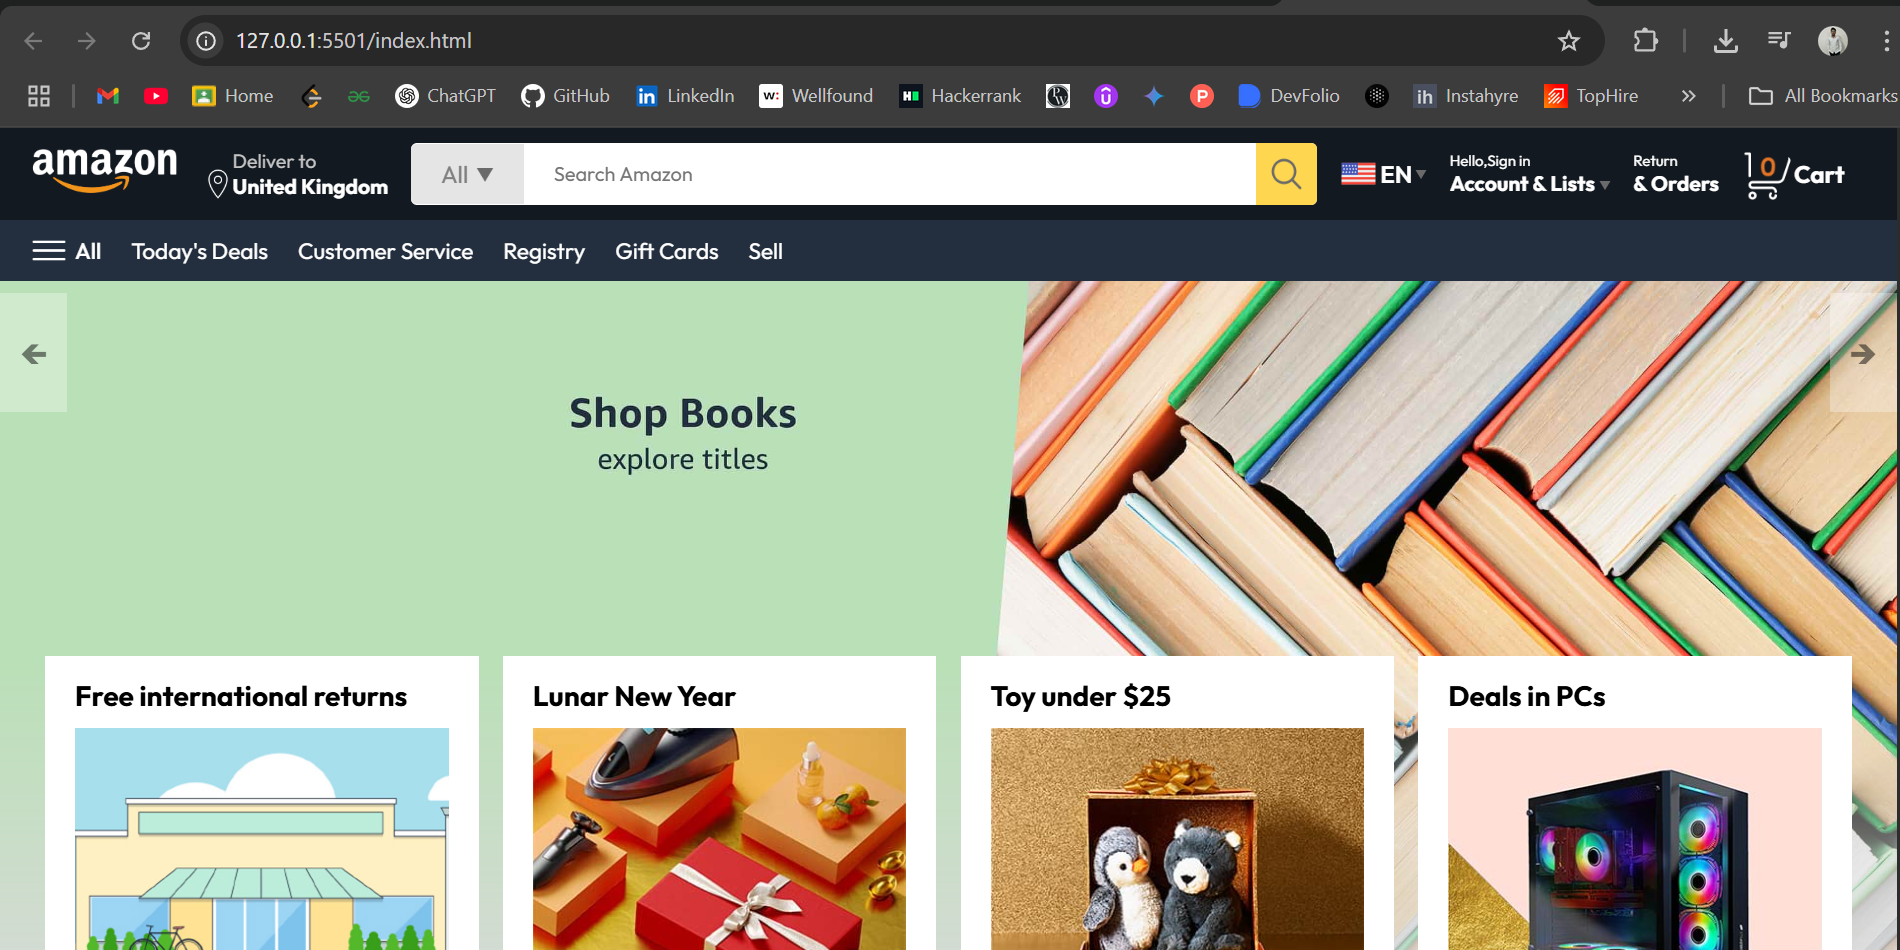 127.0.0.1:5501/index.html
Home ChatGPT GitHub LinkedIn w: Wellfound H Hackerrank PW P DevFolio ih Instahyre TopHire » All Bookmarks
amazon
Deliver to
United Kingdom
All ▼
Search Amazon
EN ▾
Hello,Sign in
Account & Lists ▾
Return
& Orders
0
Cart
All Today's Deals Customer Service Registry Gift Cards Sell
Shop Books
explore titles
Free international returns
Lunar New Year
Toy under $25
Deals in PCs